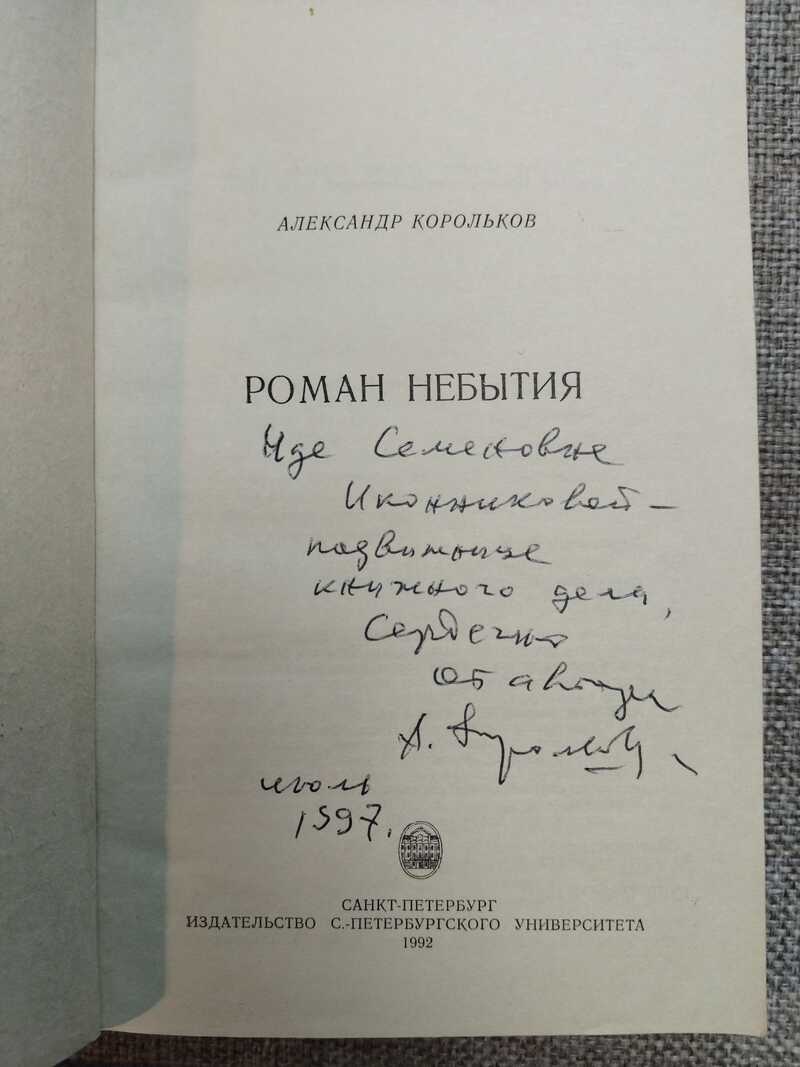 АЛЕКСАНДР КОРОЛЬКОВ
РОМАН НЕБЫТИЯ
Иде Семеновне
Иконниковой –
подвижнице
книжного дела,
Сердечно
от автора
А. Корольков
июль
1997.
САНКТ-ПЕТЕРБУРГ
ИЗДАТЕЛЬСТВО С.-ПЕТЕРБУРГСКОГО УНИВЕРСИТЕТА
1992